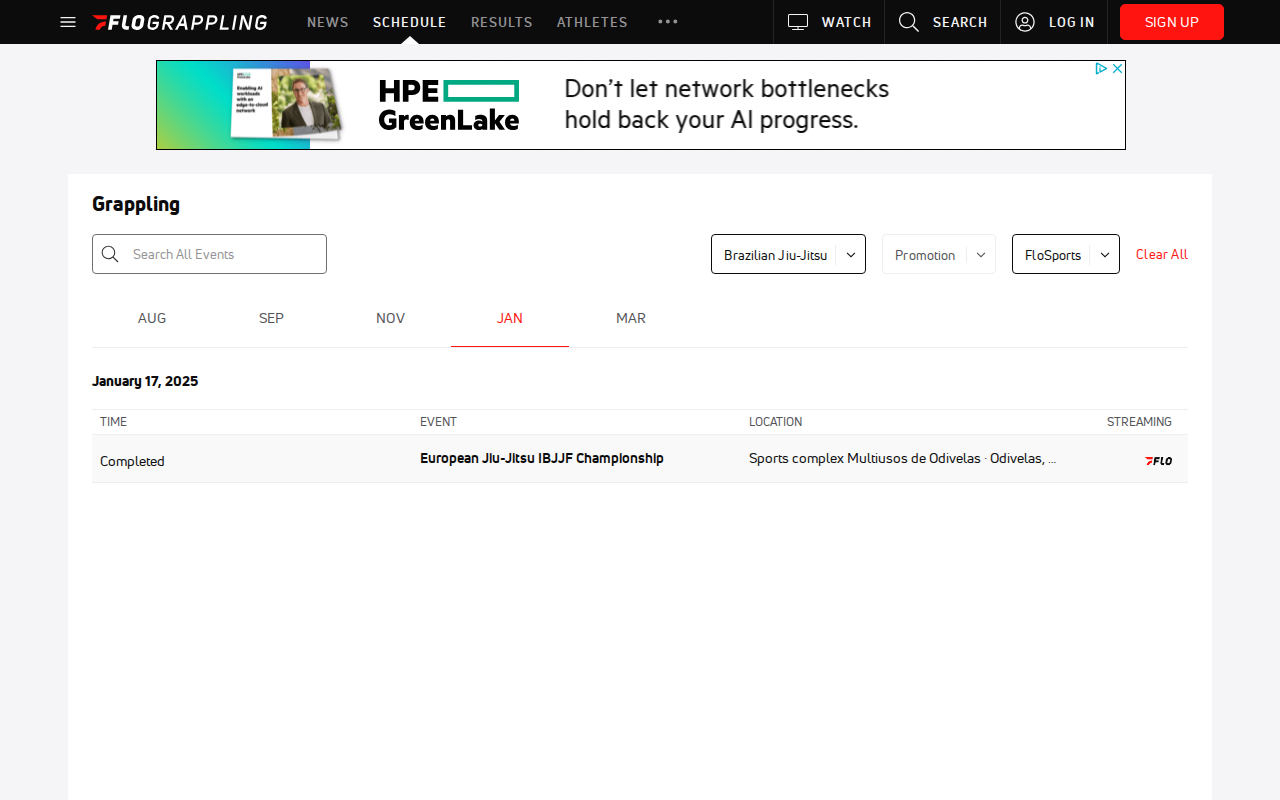 FLOGRAPPLING
NEWS
SCHEDULE
RESULTS
ATHLETES
WATCH
SEARCH
LOG IN
SIGN UP
Enabling AI
workloads
with an
edge-to-cloud
network
HPE
GreenLake
Don't let network bottlenecks
hold back your AI progress.
Grappling
Search All Events
Brazilian Jiu-Jitsu
Promotion
FloSports
Clear All
AUG
SEP
NOV
JAN
MAR
January 17, 2025
TIME
EVENT
LOCATION
STREAMING
Completed
European Jiu-Jitsu IBJJF Championship
Sports complex Multiusos de Odivelas · Odivelas, ...
FLO